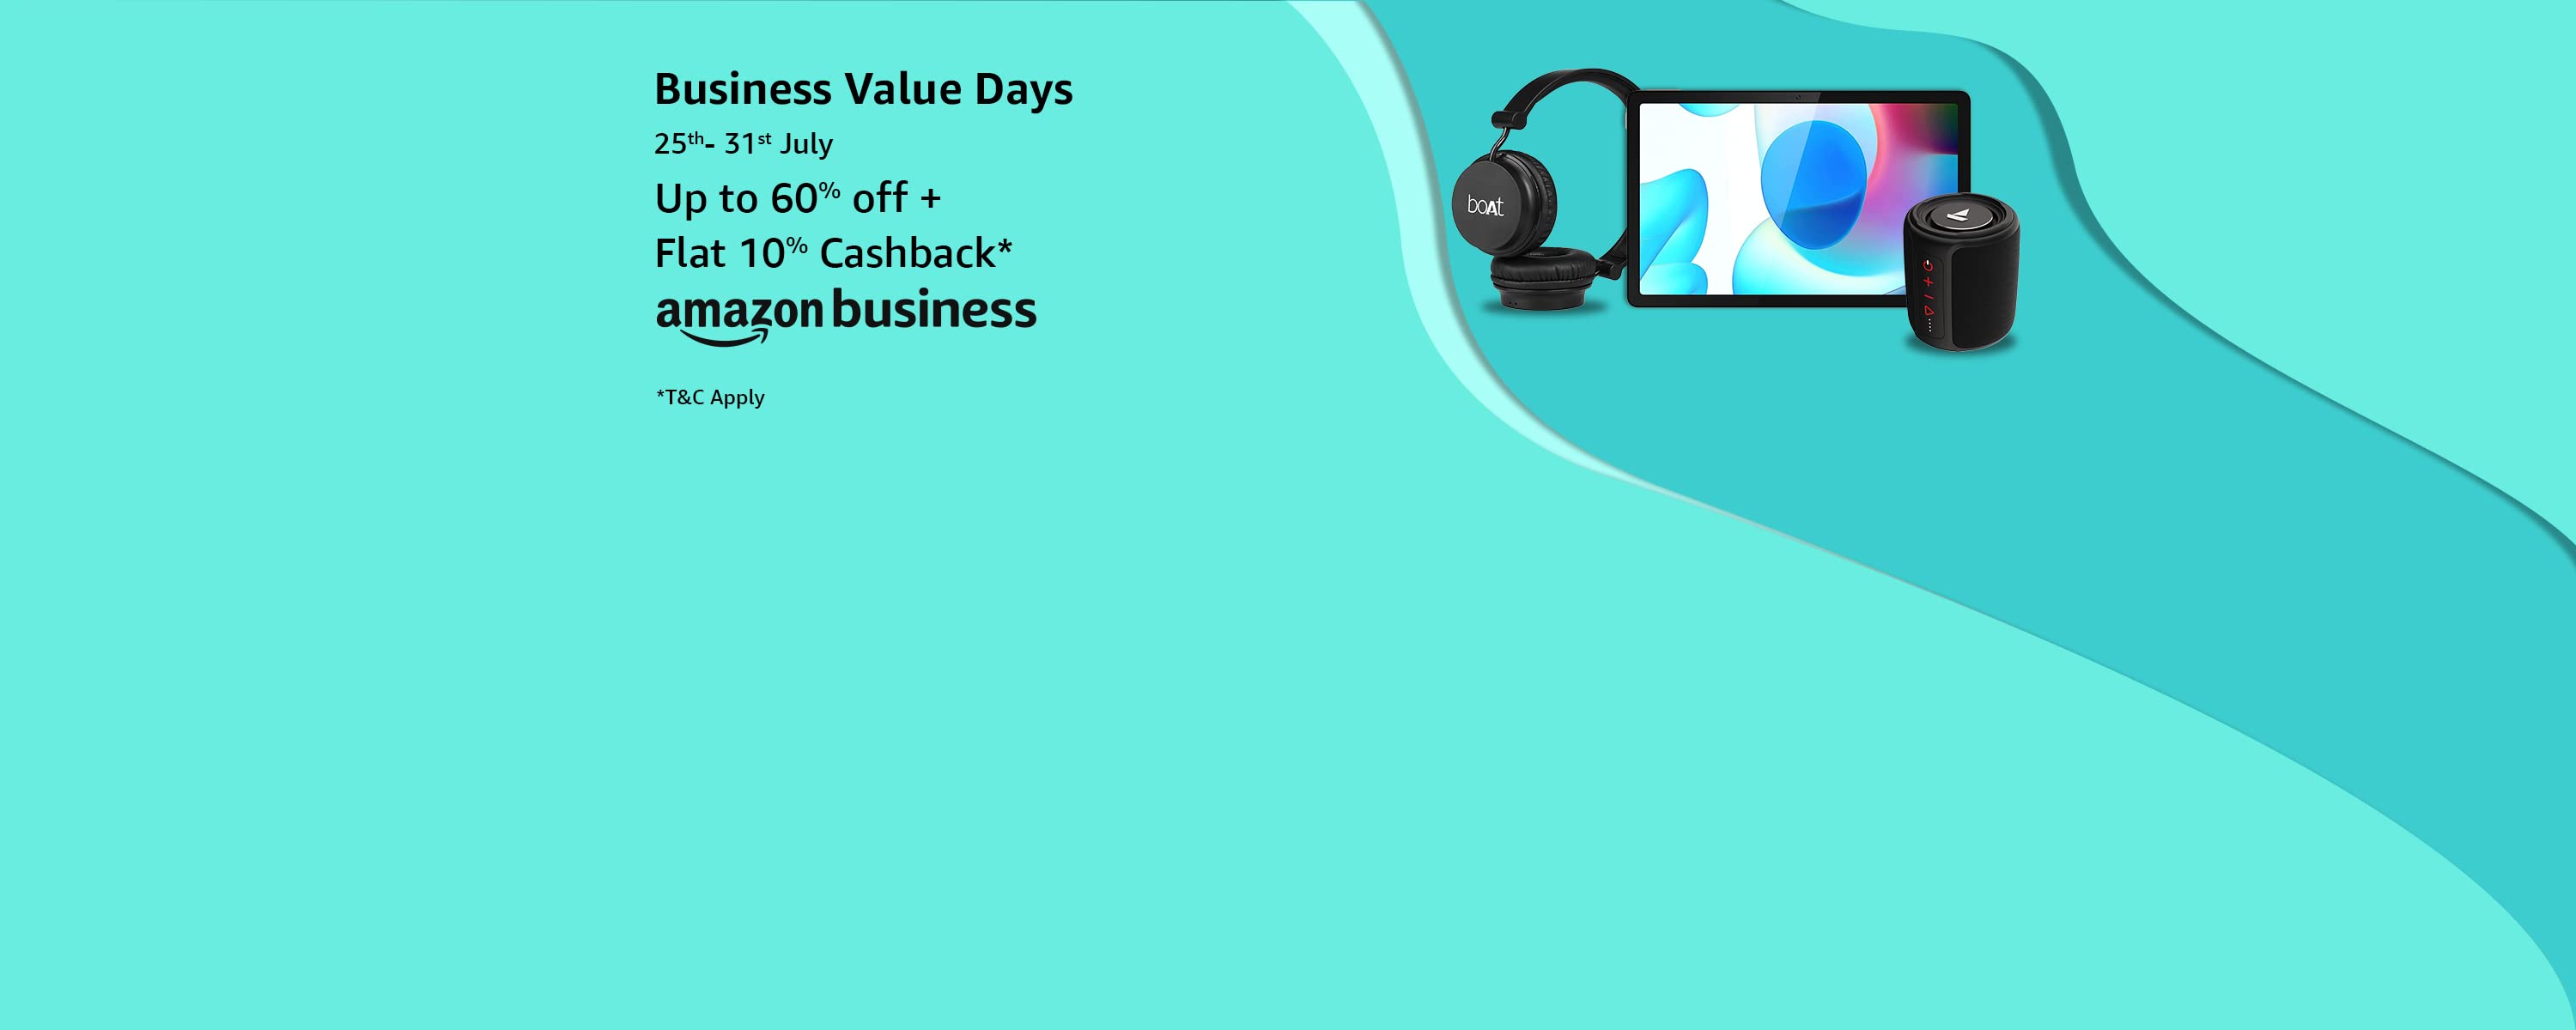 Business Value Days
25th- 31st July
Up to 60% off +
Flat 10% Cashback*
amazon business
*T&C Apply
boAt